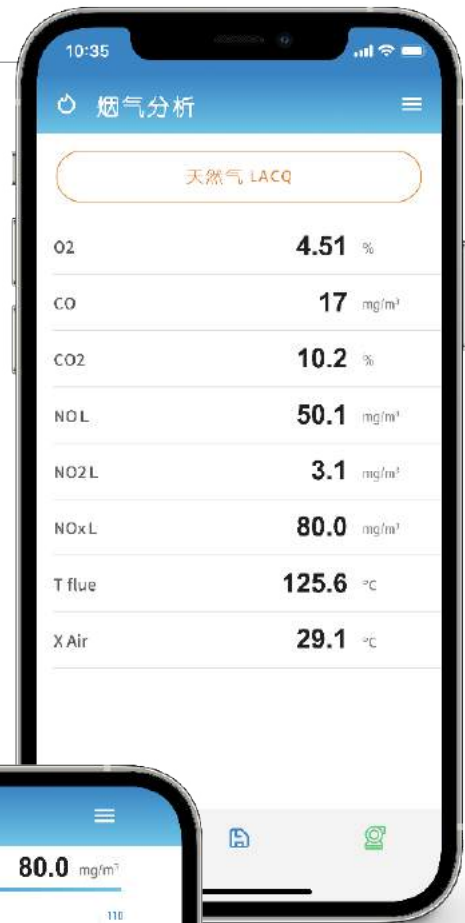 10:35
烟气分析
天然气 LACQ
O2 4.51 %
CO 17 mg/m³
CO2 10.2 %
NO L 50.1 mg/m³
NO2 L 3.1 mg/m³
NOx L 80.0 mg/m³
T flue 125.6 °C
X Air 29.1 °C
80.0 mg/m³
110